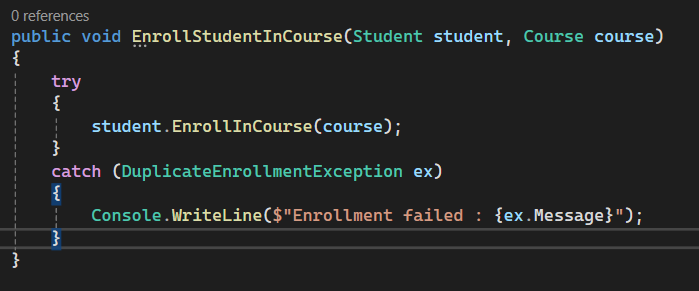 0 references
public void EnrollStudentInCourse(Student student, Course course)
{
    try
    {
        student.EnrollInCourse(course);
    }
    catch (DuplicateEnrollmentException ex)
    {
        Console.WriteLine($"Enrollment failed : {ex.Message}");
    }
}